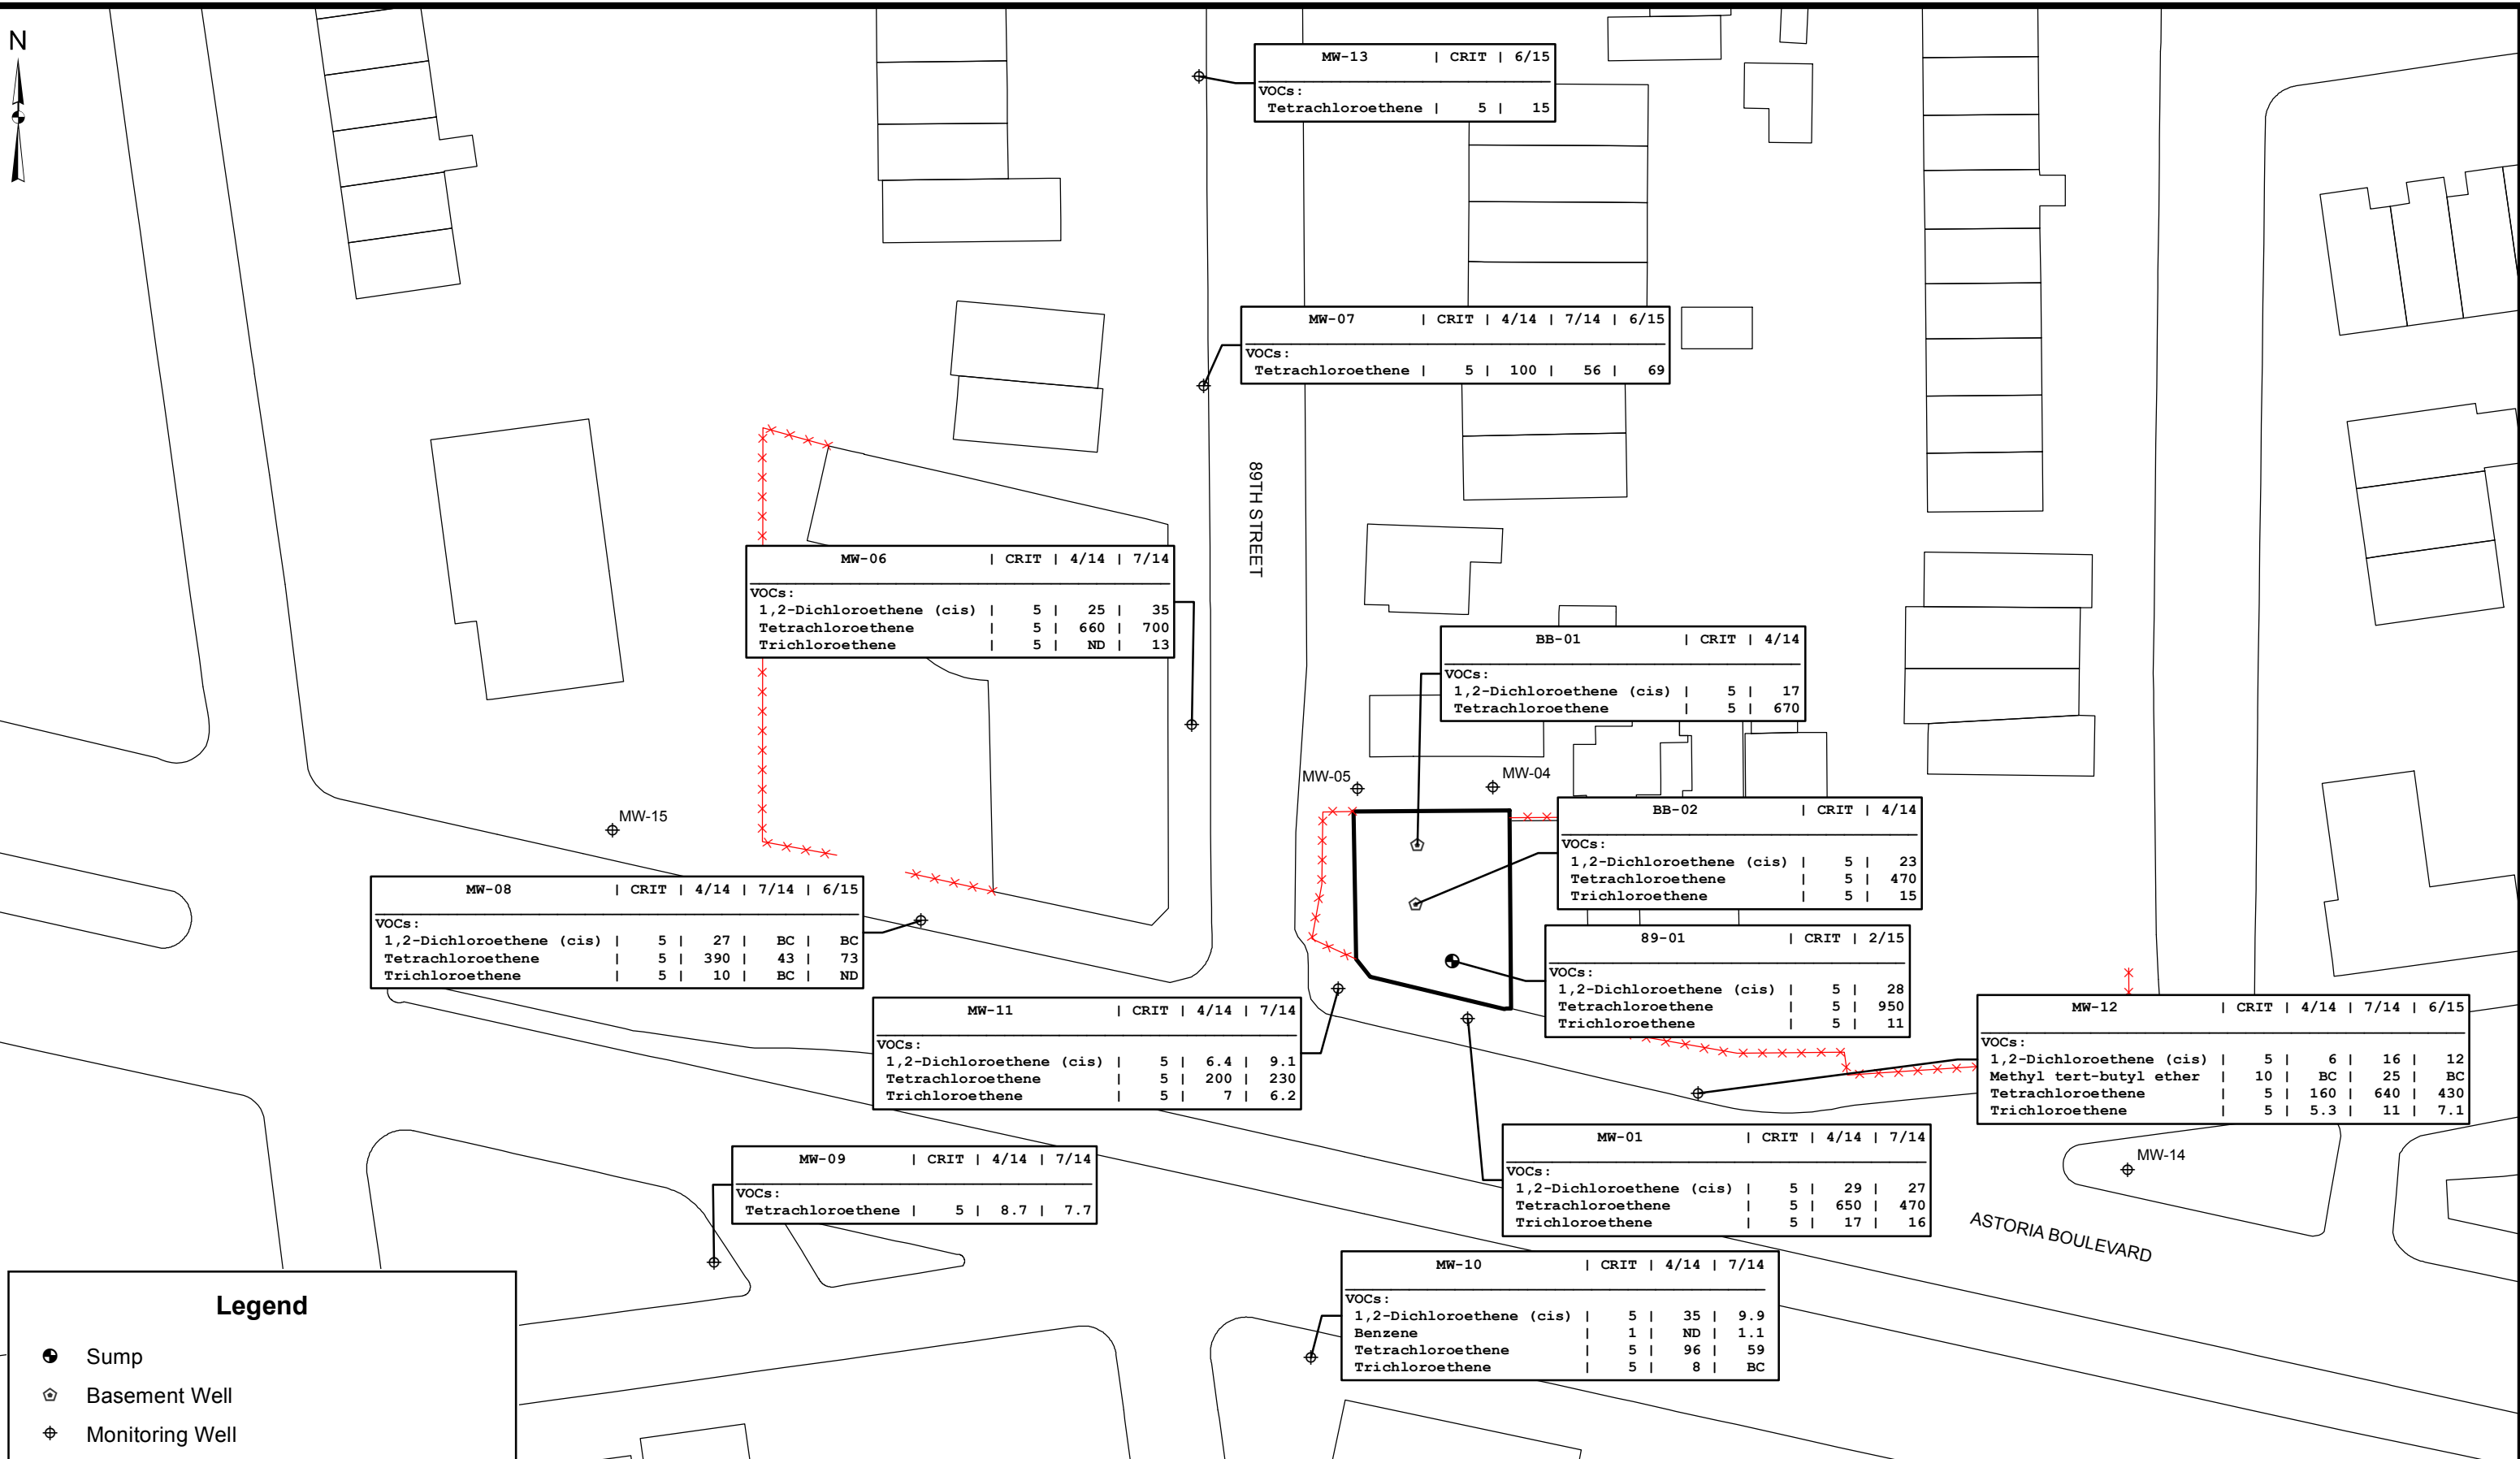 N
MW-13 | CRIT | 6/15
VOCs:
Tetrachloroethene | 5 | 15
MW-07 | CRIT | 4/14 | 7/14 | 6/15
VOCs:
Tetrachloroethene | 5 | 100 | 56 | 69
89TH STREET
MW-06 | CRIT | 4/14 | 7/14
VOCs:
1,2-Dichloroethene (cis) | 5 | 25 | 35
Tetrachloroethene | 5 | 660 | 700
Trichloroethene | 5 | ND | 13
BB-01 | CRIT | 4/14
VOCs:
1,2-Dichloroethene (cis) | 5 | 17
Tetrachloroethene | 5 | 670
MW-05
MW-04
MW-15
BB-02 | CRIT | 4/14
VOCs:
1,2-Dichloroethene (cis) | 5 | 23
Tetrachloroethene | 5 | 470
Trichloroethene | 5 | 15
MW-08 | CRIT | 4/14 | 7/14 | 6/15
VOCs:
1,2-Dichloroethene (cis) | 5 | 27 | BC | BC
Tetrachloroethene | 5 | 390 | 43 | 73
Trichloroethene | 5 | 10 | BC | ND
89-01 | CRIT | 2/15
VOCs:
1,2-Dichloroethene (cis) | 5 | 28
Tetrachloroethene | 5 | 950
Trichloroethene | 5 | 11
MW-11 | CRIT | 4/14 | 7/14
VOCs:
1,2-Dichloroethene (cis) | 5 | 6.4 | 9.1
Tetrachloroethene | 5 | 200 | 230
Trichloroethene | 5 | 7 | 6.2
MW-12 | CRIT | 4/14 | 7/14 | 6/15
VOCs:
1,2-Dichloroethene (cis) | 5 | 6 | 16 | 12
Methyl tert-butyl ether | 10 | BC | 25 | BC
Tetrachloroethene | 5 | 160 | 640 | 430
Trichloroethene | 5 | 5.3 | 11 | 7.1
MW-09 | CRIT | 4/14 | 7/14
VOCs:
Tetrachloroethene | 5 | 8.7 | 7.7
MW-01 | CRIT | 4/14 | 7/14
VOCs:
1,2-Dichloroethene (cis) | 5 | 29 | 27
Tetrachloroethene | 5 | 650 | 470
Trichloroethene | 5 | 17 | 16
MW-14
ASTORIA BOULEVARD
MW-10 | CRIT | 4/14 | 7/14
VOCs:
1,2-Dichloroethene (cis) | 5 | 35 | 9.9
Benzene | 1 | ND | 1.1
Tetrachloroethene | 5 | 96 | 59
Trichloroethene | 5 | 8 | BC
Legend
Sump
Basement Well
Monitoring Well